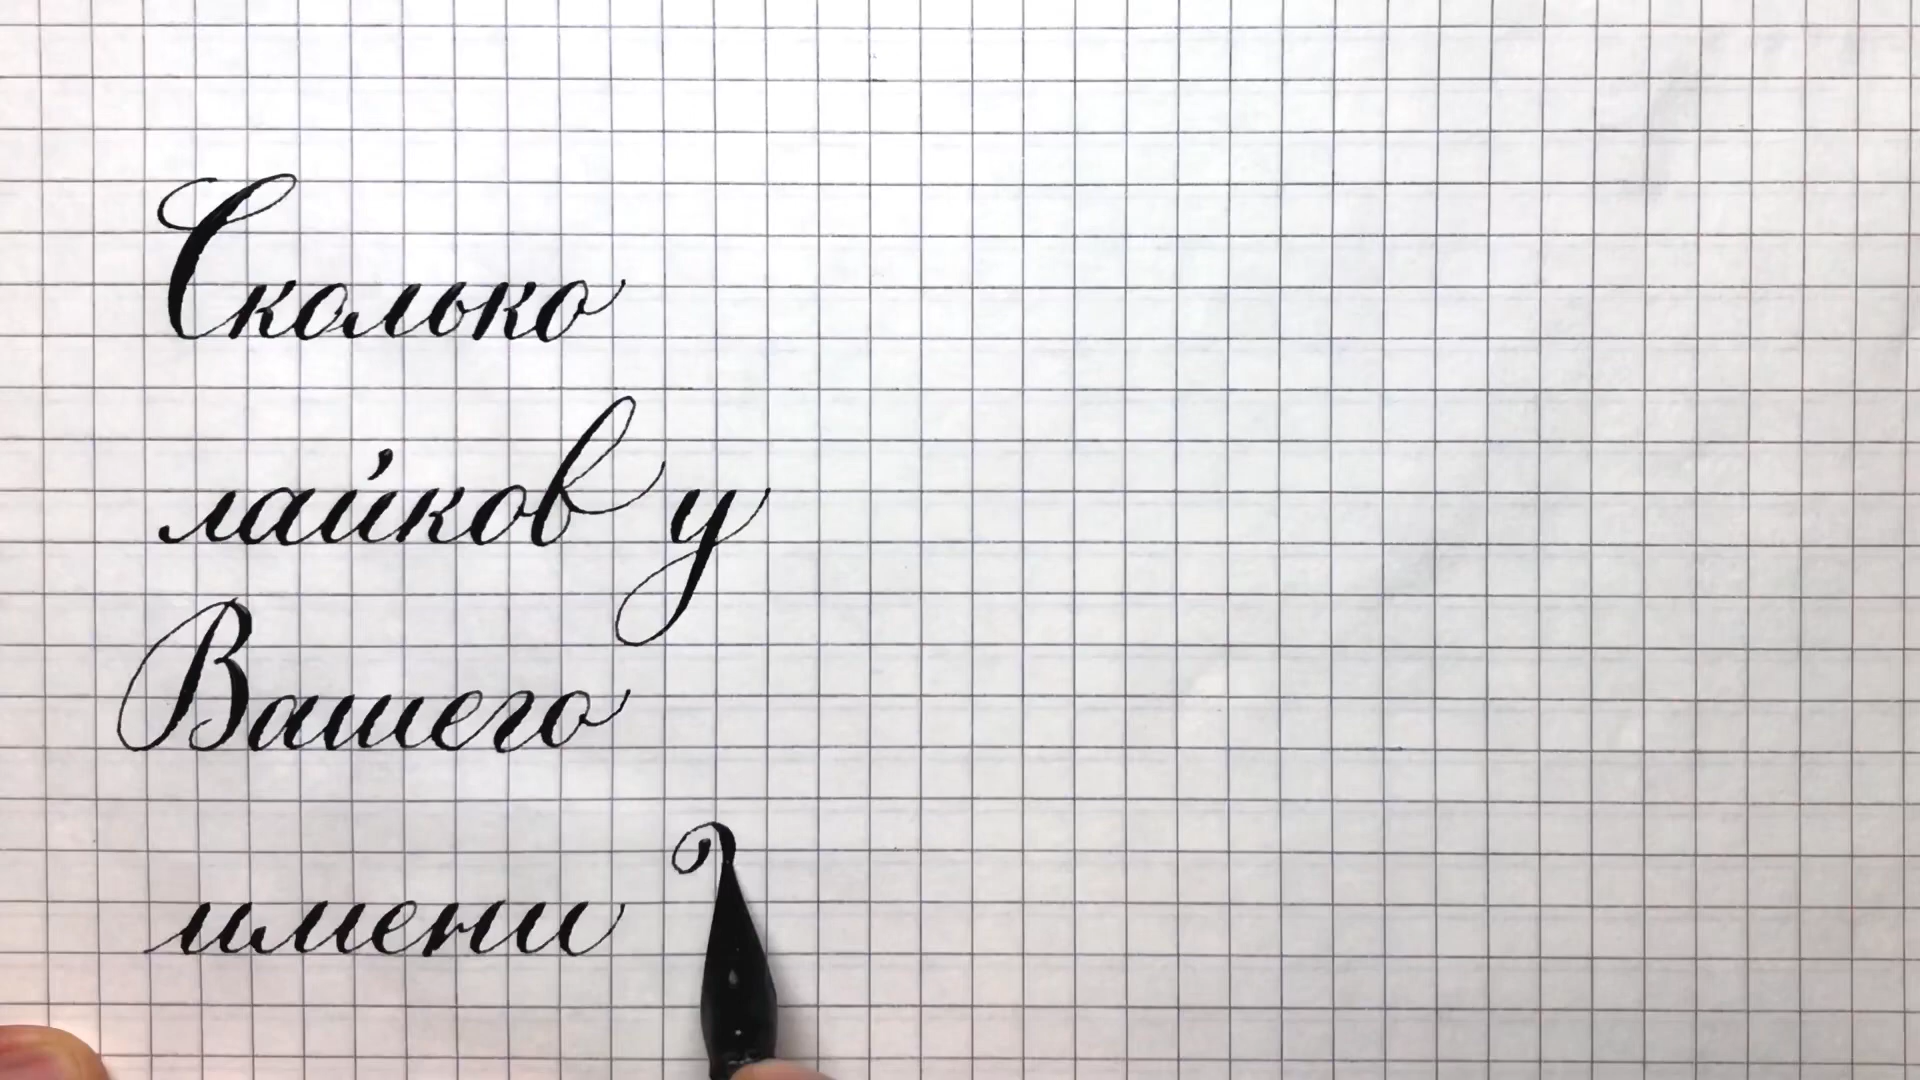 Сколько
лайков у
Вашего
имени ?